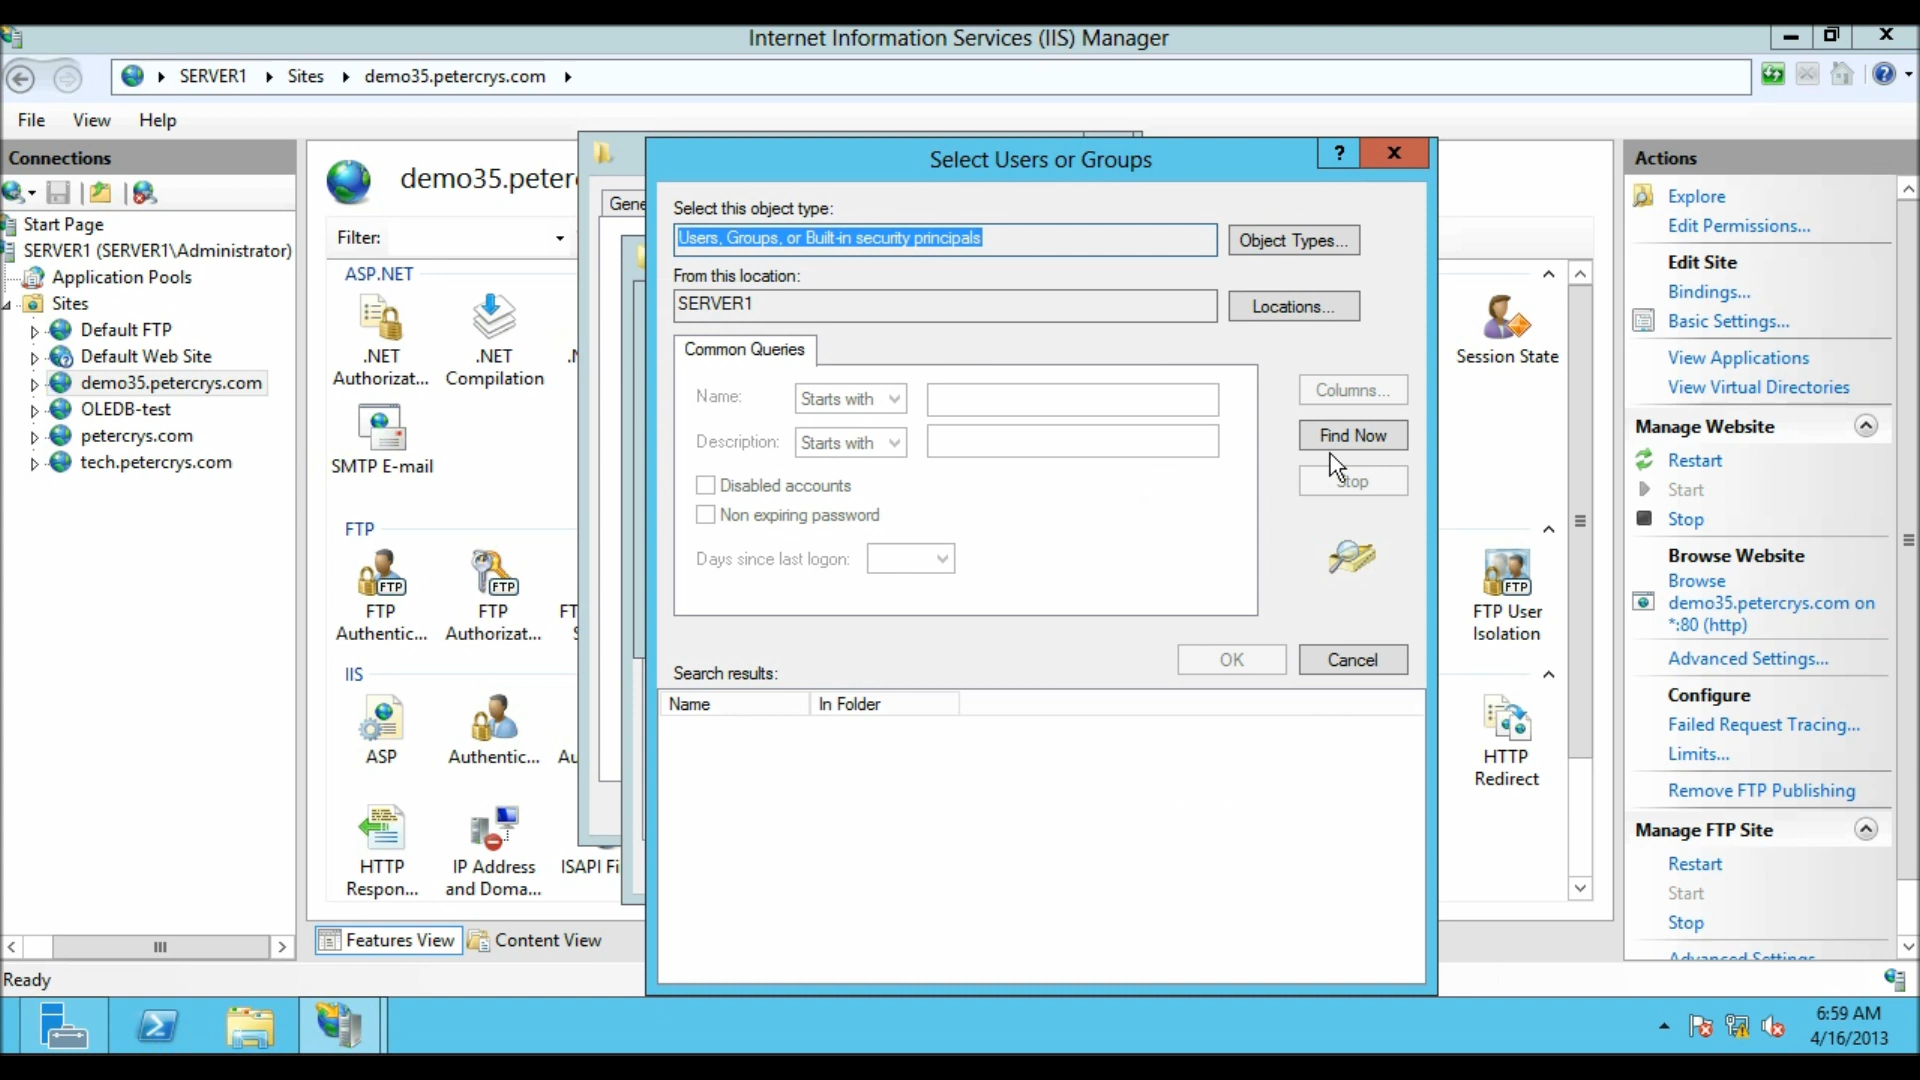 Internet Information Services (IIS) Manager
SERVER1
Sites
demo35.petercrys.com
File
View
Help
Connections
Start Page
SERVER1 (SERVER1\Administrator)
Application Pools
Sites
Default FTP
Default Web Site
demo35.petercrys.com
OLEDB-test
petercrys.com
tech.petercrys.com
Ready
demo35.peter
Filter:
ASP.NET
.NET
Authorizat...
.NET
Compilation
SMTP E-mail
Session State
FTP
FTP
Authentic...
FTP
Authorizat...
FTP User
Isolation
IIS
ASP
Authentic...
HTTP
Redirect
HTTP
Respon...
IP Address
and Doma...
ISAPI Fi
Features View
Content View
Gene
Select Users or Groups
?
Select this object type:
Users, Groups, or Built-in security principals
Object Types...
From this location:
SERVER1
Locations...
Common Queries
Name:
Starts with
Description:
Starts with
Disabled accounts
Non expiring password
Days since last logon:
Columns...
Find Now
Stop
OK
Cancel
Search results:
Name
In Folder
Actions
Explore
Edit Permissions...
Edit Site
Bindings...
Basic Settings...
View Applications
View Virtual Directories
Manage Website
Restart
Start
Stop
Browse Website
Browse
demo35.petercrys.com on
*:80 (http)
Advanced Settings...
Configure
Failed Request Tracing...
Limits...
Remove FTP Publishing
Manage FTP Site
Restart
Start
Stop
Advanced Settings
6:59 AM
4/16/2013